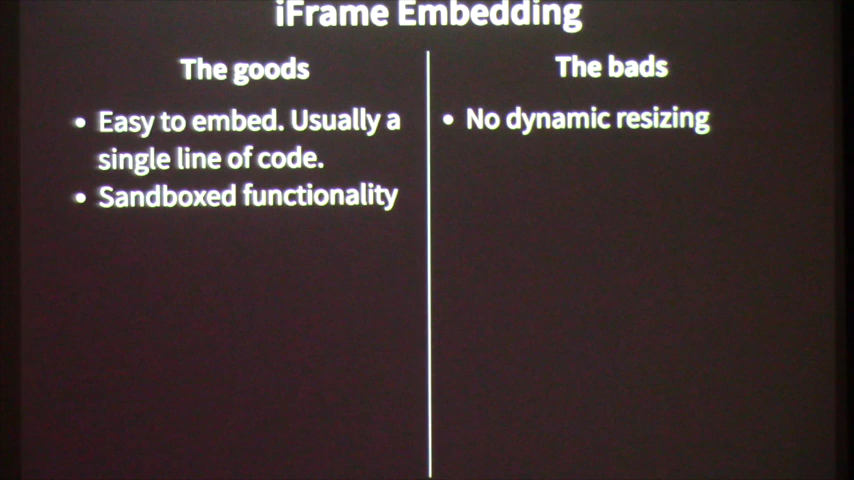 iFrame Embedding
The goods
• Easy to embed. Usually a
single line of code.
• Sandboxed functionality
The bads
• No dynamic resizing